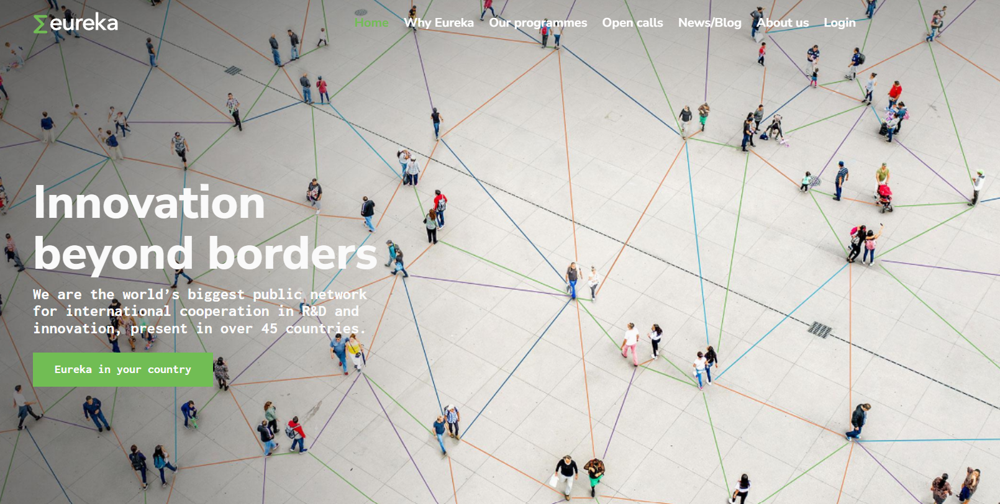 eureka
Home Why Eureka Our programmes Open calls News/Blog About us Login
Innovation
beyond borders
We are the world’s biggest public network
for international cooperation in R&D and
innovation, present in over 45 countries.
Eureka in your country